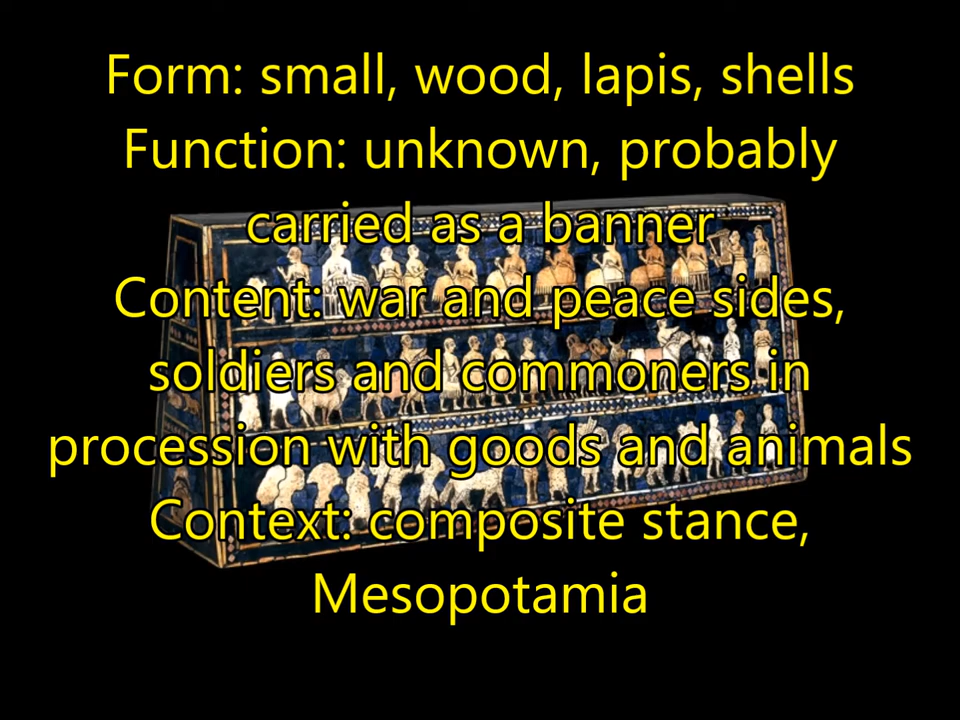 Form: small, wood, lapis, shells
Function: unknown, probably
carried as a banner
Content: war and peace sides,
soldiers and commoners in
procession with goods and animals
Context: composite stance,
Mesopotamia